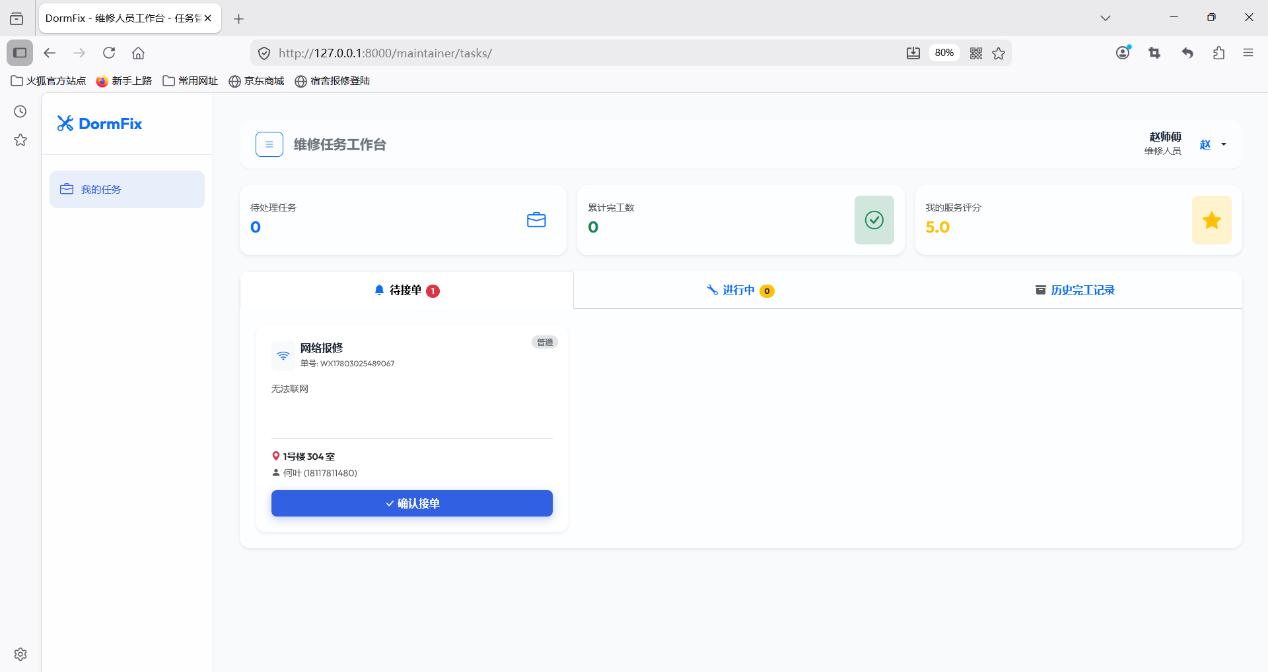 DormFix - 维修人员工作台 - 任务管
http://127.0.0.1:8000/maintainer/tasks/
80%
火狐官方站点
新手上路
常用网址
京东商城
宿舍报修登陆
DormFix
我的任务
维修任务工作台
赵师傅
维修人员
赵
待处理任务
0
累计完工数
0
我的服务评分
5.0
待接单 1
进行中 0
历史完工记录
网络报修
普通
单号: WX17803025489067
无法联网
1号楼 304 室
何叶 (18117811480)
确认接单